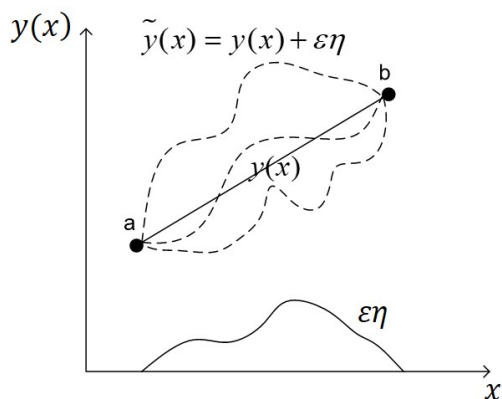 y(x)
ỹ(x) = y(x) + εη
b
y(x)
a
εη
x